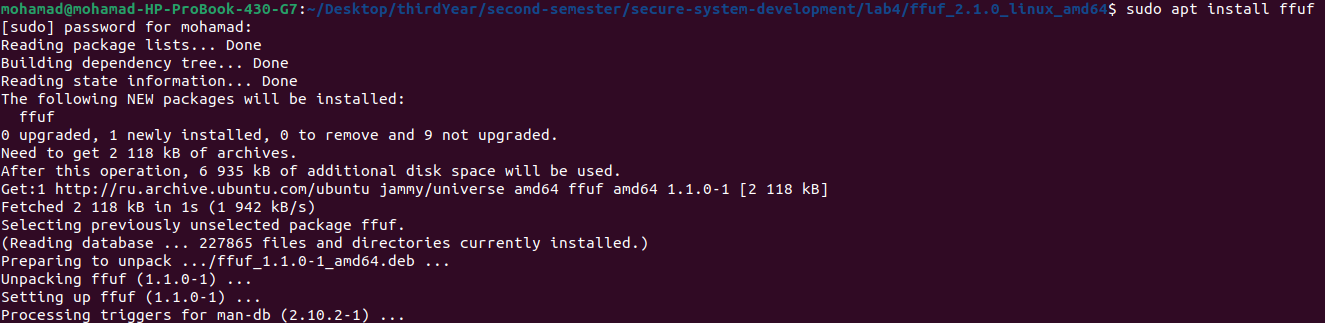 mohamad@mohamad-HP-ProBook-430-G7:~/Desktop/thirdYear/second-semester/secure-system-development/lab4/ffuf_2.1.0_linux_amd64$ sudo apt install ffuf
[sudo] password for mohamad:
Reading package lists... Done
Building dependency tree... Done
Reading state information... Done
The following NEW packages will be installed:
  ffuf
0 upgraded, 1 newly installed, 0 to remove and 9 not upgraded.
Need to get 2 118 kB of archives.
After this operation, 6 935 kB of additional disk space will be used.
Get:1 http://ru.archive.ubuntu.com/ubuntu jammy/universe amd64 ffuf amd64 1.1.0-1 [2 118 kB]
Fetched 2 118 kB in 1s (1 942 kB/s)
Selecting previously unselected package ffuf.
(Reading database ... 227865 files and directories currently installed.)
Preparing to unpack .../ffuf_1.1.0-1_amd64.deb ...
Unpacking ffuf (1.1.0-1) ...
Setting up ffuf (1.1.0-1) ...
Processing triggers for man-db (2.10.2-1) ...